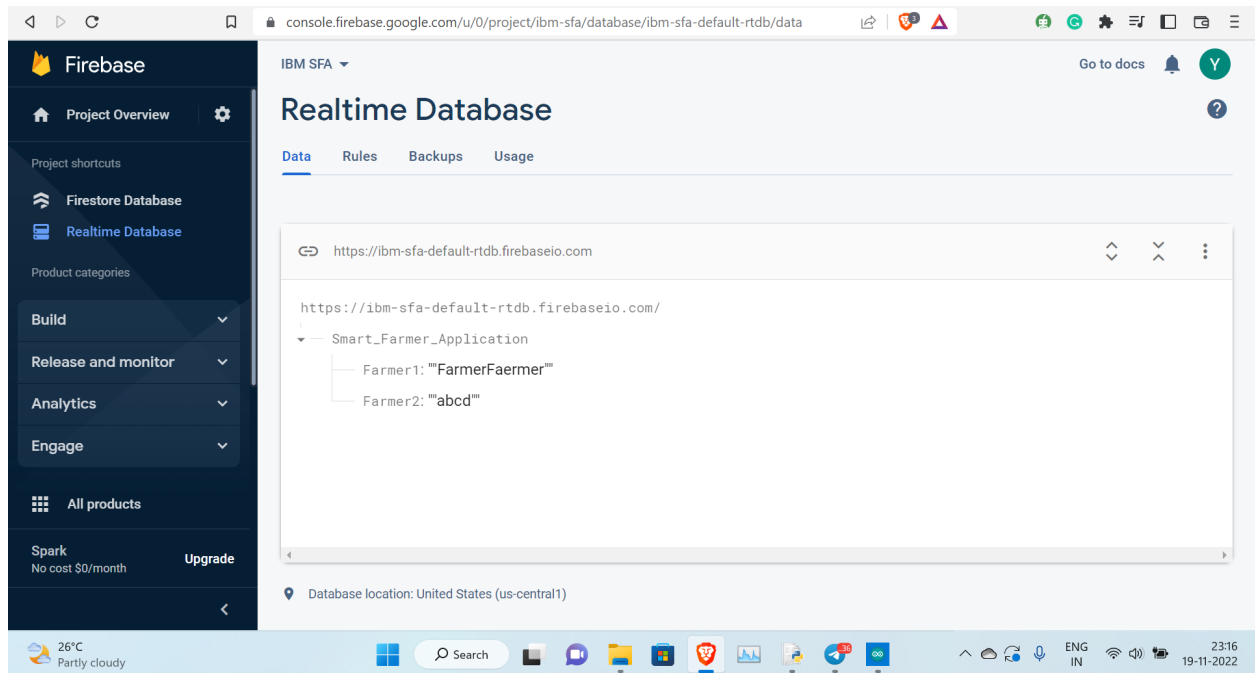 console.firebase.google.com/u/0/project/ibm-sfa/database/ibm-sfa-default-rtdb/data
3
Firebase
IBM SFA
Go to docs
Y
Project Overview
Realtime Database
?
Data Rules Backups Usage
Project shortcuts
Firestore Database
Realtime Database
https://ibm-sfa-default-rtdb.firebaseio.com
Product categories
https://ibm-sfa-default-rtdb.firebaseio.com/
Build
Smart_Farmer_Application
Release and monitor
Farmer1: ""FarmerFaermer""
Analytics
Farmer2: ""abcd""
Engage
All products
Spark
No cost $0/month
Upgrade
Database location: United States (us-central1)
26°C
Partly cloudy
Search
36
ENG
IN
23:16
19-11-2022